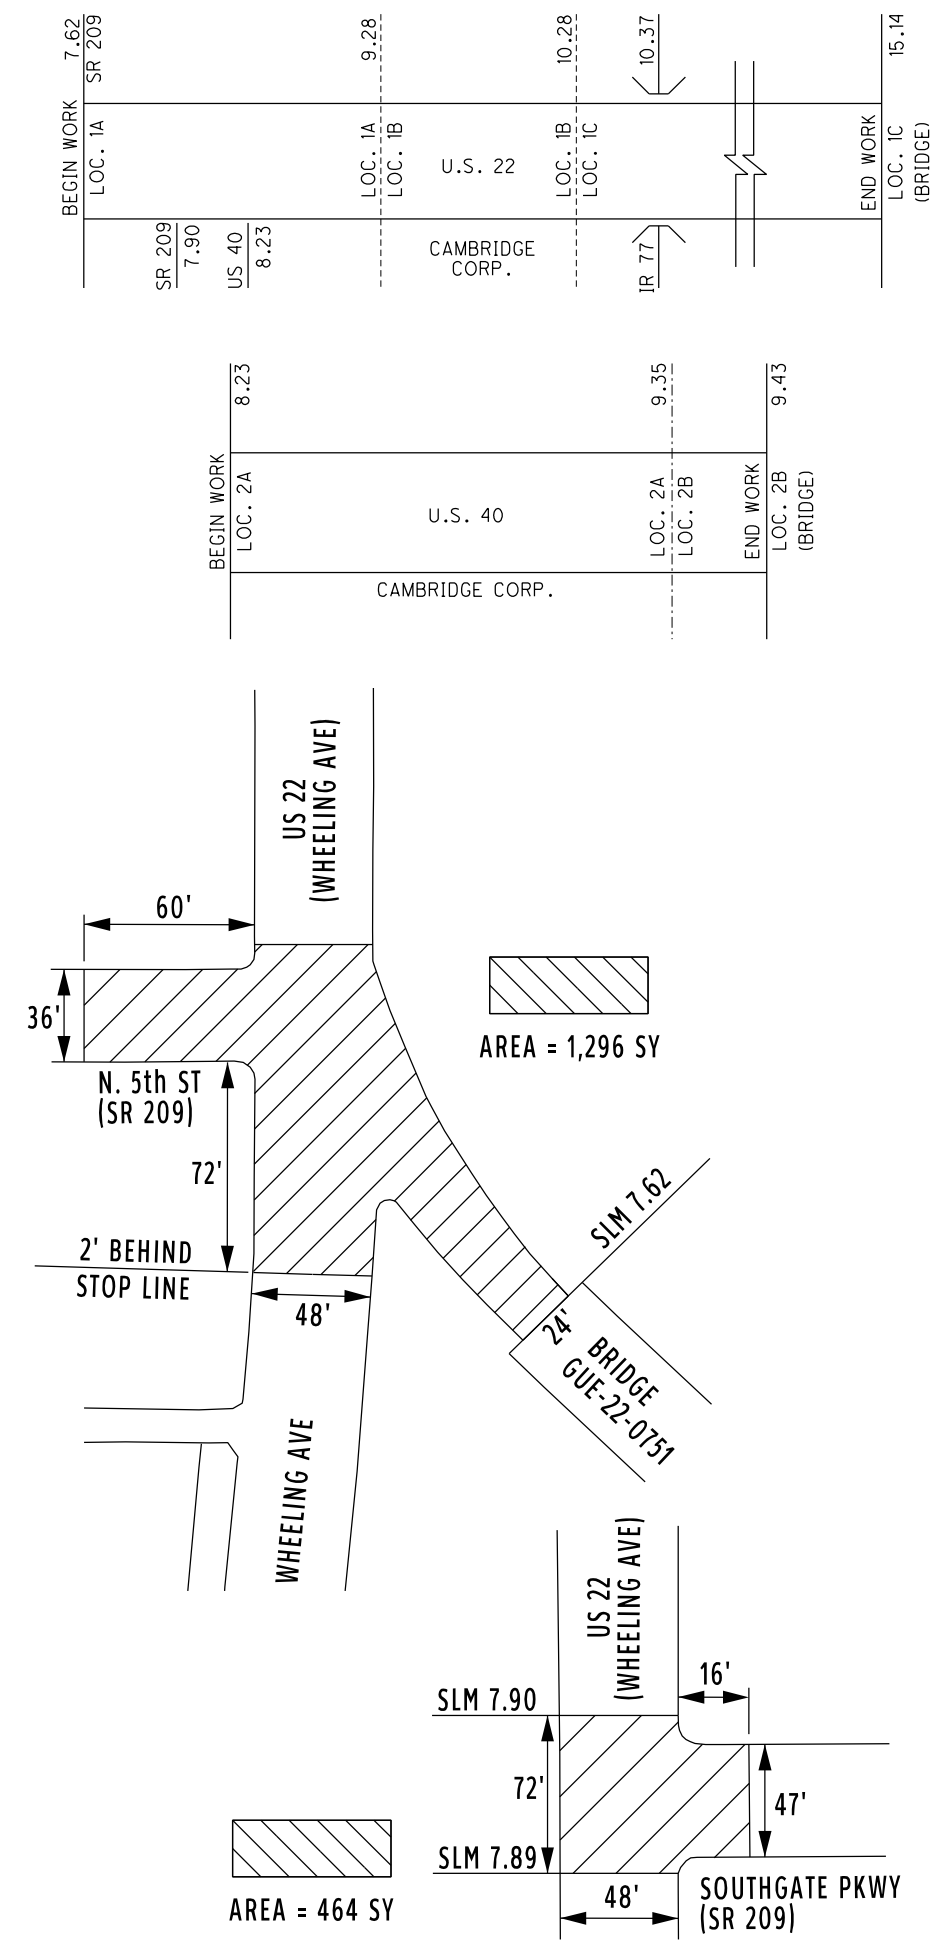 7.62
SR 209
9.28
10.28
10.37
15.14
BEGIN WORK
LOC. 1A
LOC. 1A
LOC. 1B
U.S. 22
LOC. 1B
LOC. 1C
END WORK
LOC. 1C
(BRIDGE)
SR 209
7.90
US 40
8.23
CAMBRIDGE
CORP.
IR 77
8.23
9.35
9.43
BEGIN WORK
LOC. 2A
U.S. 40
LOC. 2A
LOC. 2B
END WORK
LOC. 2B
(BRIDGE)
CAMBRIDGE CORP.
US 22
(WHEELING AVE)
60'
36'
AREA = 1,296 SY
N. 5th ST
(SR 209)
72'
SLM 7.62
2' BEHIND
STOP LINE
48'
24'
BRIDGE
GUE-22-0751
WHEELING AVE
US 22
(WHEELING AVE)
16'
SLM 7.90
72'
47'
SLM 7.89
48'
SOUTHGATE PKWY
(SR 209)
AREA = 464 SY